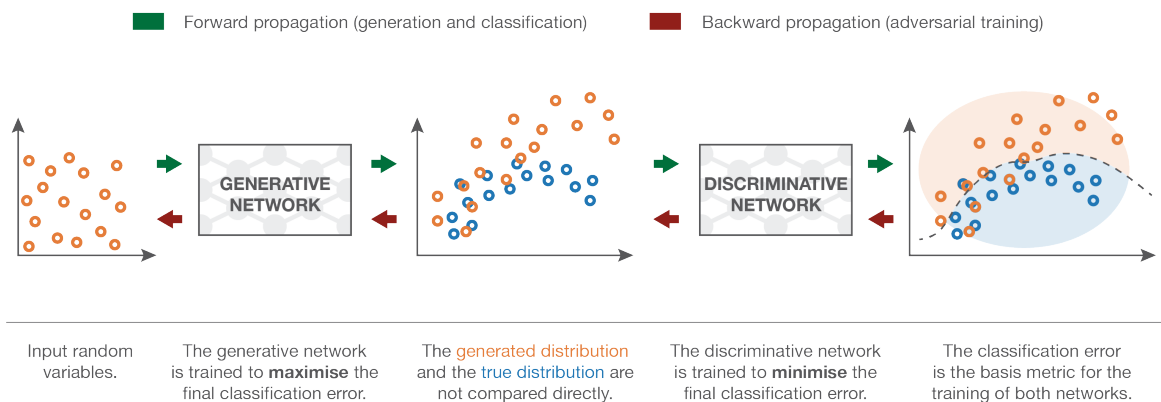 Forward propagation (generation and classification)
Backward propagation (adversarial training)
GENERATIVE
NETWORK
DISCRIMINATIVE
NETWORK
Input random
variables.
The generative network
is trained to maximise the
final classification error.
The generated distribution
and the true distribution are
not compared directly.
The discriminative network
is trained to minimise the
final classification error.
The classification error
is the basis metric for the
training of both networks.